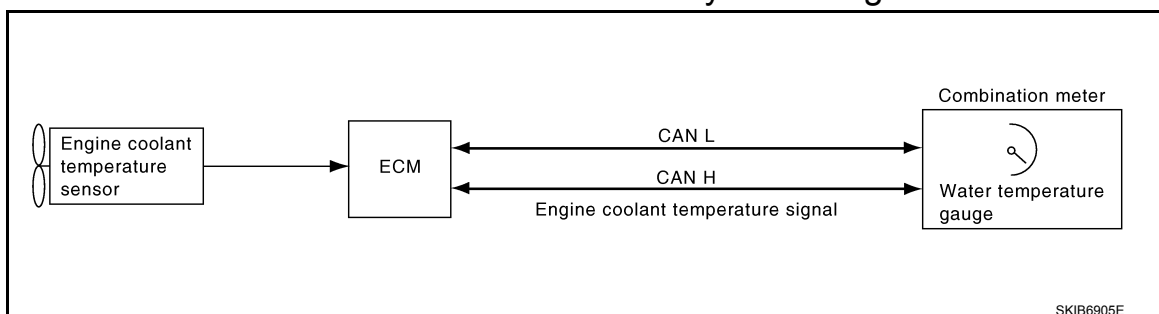 Engine coolant
temperature
sensor
ECM
CAN L
CAN H
Engine coolant temperature signal
Combination meter
Water temperature
gauge
SKIB6905E